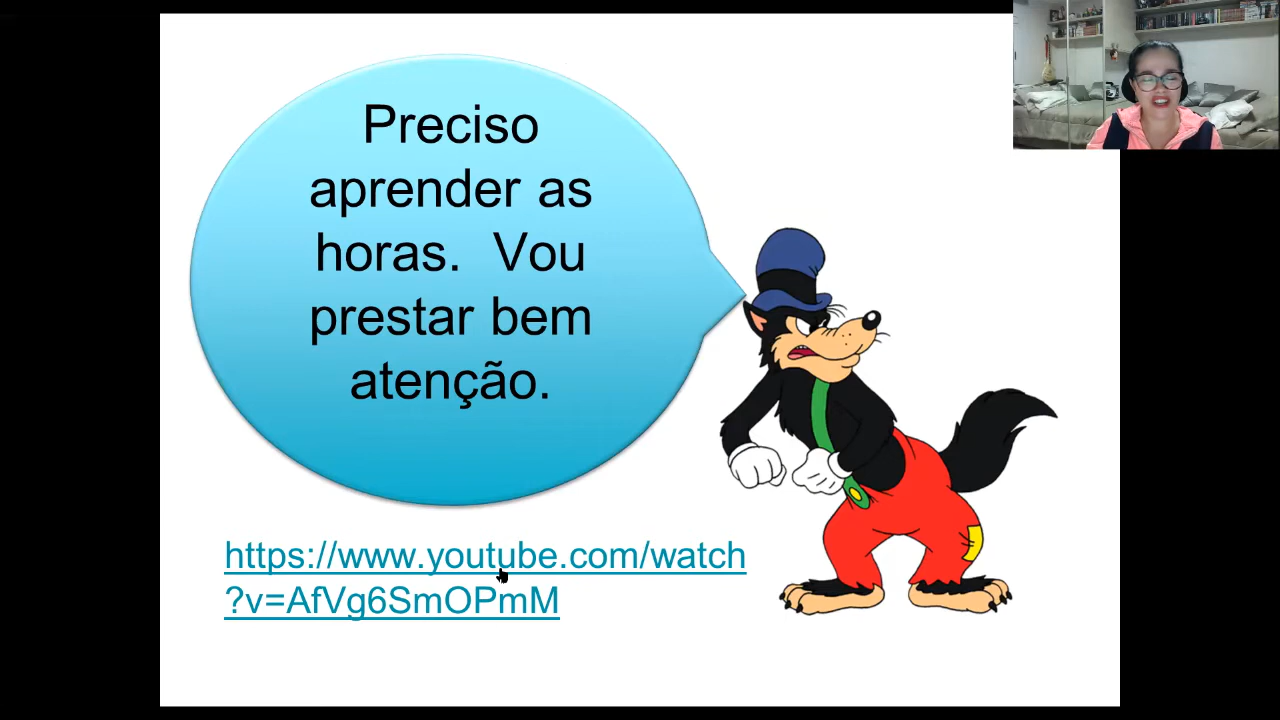 Preciso
aprender as
horas.  Vou
prestar bem
atenção.
https://www.youtube.com/watch
?v=AfVg6SmOPmM